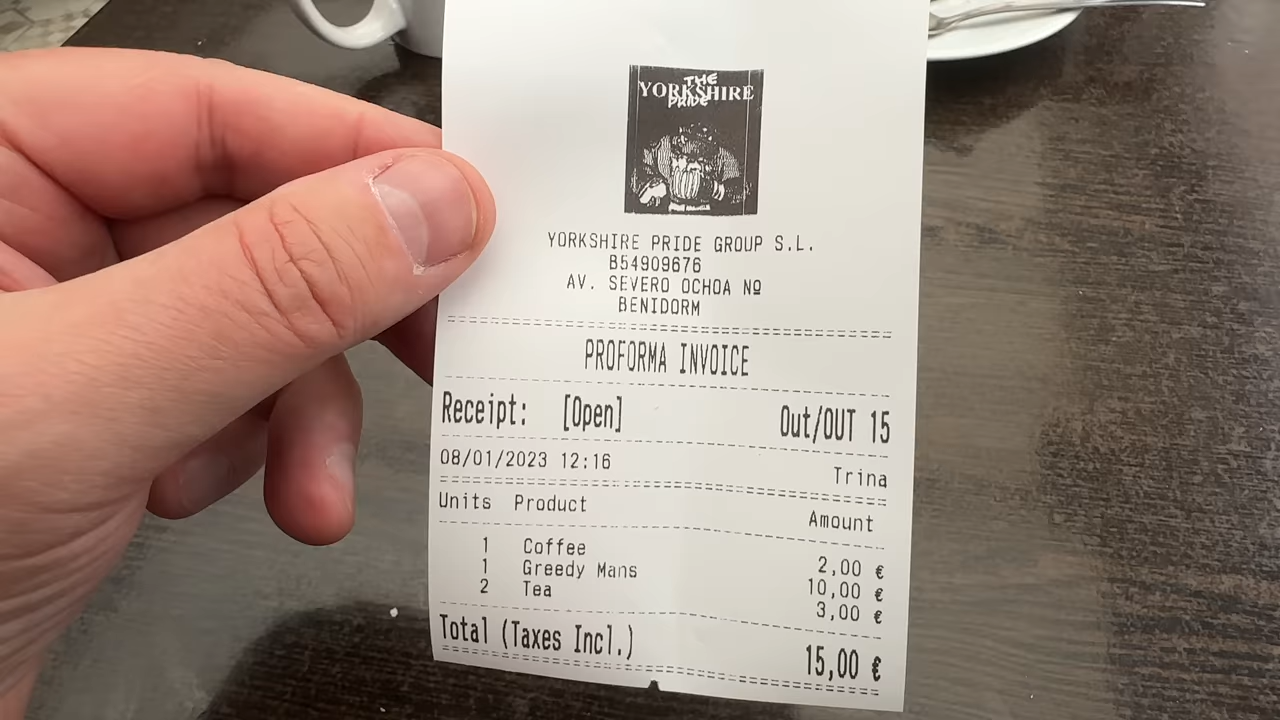 THE
YORKSHIRE
PRIDE
YORKSHIRE PRIDE GROUP S.L.
B54909676
AV. SEVERO OCHOA Nº
BENIDORM
PROFORMA INVOICE
Receipt: [Open] Out/OUT 15
08/01/2023 12:16 Trina
Units Product Amount
1 Coffee 2,00 €
1 Greedy Mans 10,00 €
2 Tea 3,00 €
Total (Taxes Incl.) 15,00 €